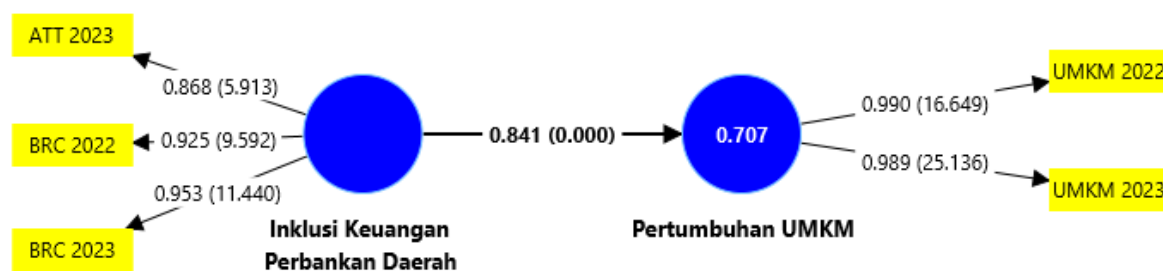 ATT 2023
0.868 (5.913)
BRC 2022
0.925 (9.592)
0.953 (11.440)
BRC 2023
Inklusi Keuangan
Perbankan Daerah
0.841 (0.000)
0.707
Pertumbuhan UMKM
UMKM 2022
0.990 (16.649)
0.989 (25.136)
UMKM 2023